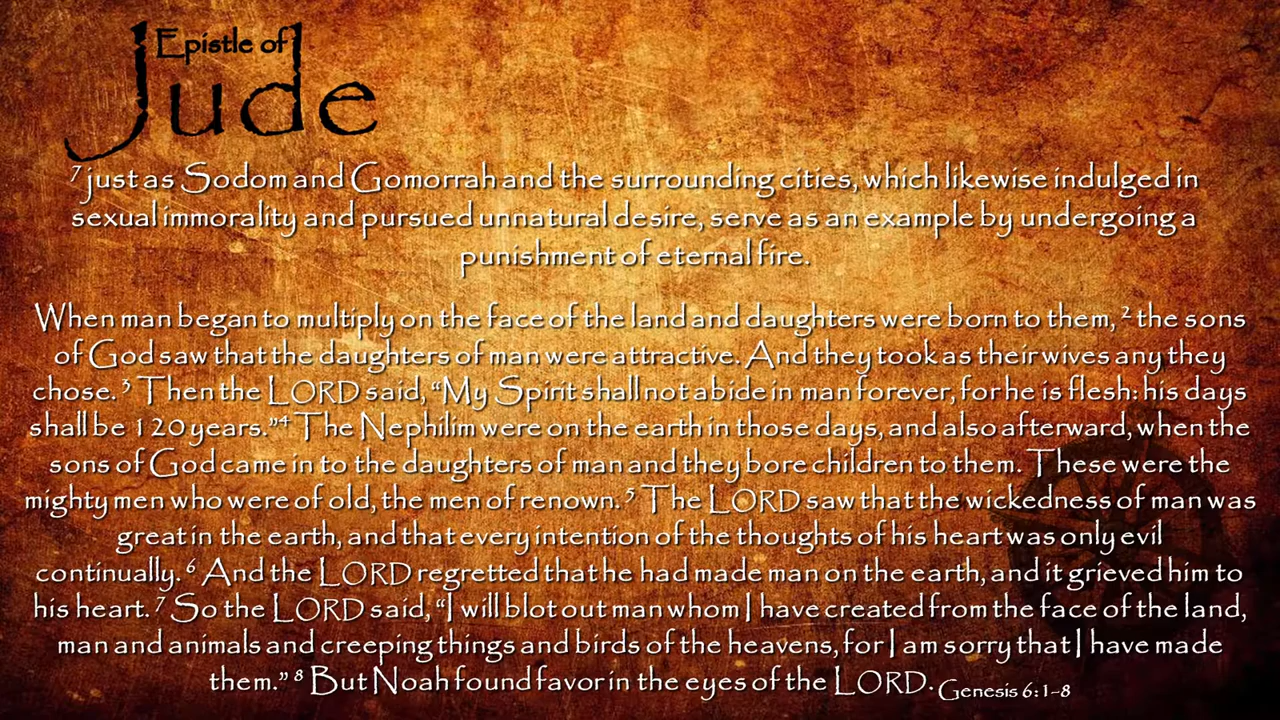 Epistle of
Jude
7 just as Sodom and Gomorrah and the surrounding cities, which likewise indulged in
sexual immorality and pursued unnatural desire, serve as an example by undergoing a
punishment of eternal fire.
When man began to multiply on the face of the land and daughters were born to them, 2 the sons
of God saw that the daughters of man were attractive. And they took as their wives any they
chose. 3 Then the LORD said, “My Spirit shall not abide in man forever, for he is flesh: his days
shall be 120 years.”4 The Nephilim were on the earth in those days, and also afterward, when the
sons of God came in to the daughters of man and they bore children to them. These were the
mighty men who were of old, the men of renown. 5 The LORD saw that the wickedness of man was
great in the earth, and that every intention of the thoughts of his heart was only evil
continually. 6 And the LORD regretted that he had made man on the earth, and it grieved him to
his heart. 7 So the LORD said, “I will blot out man whom I have created from the face of the land,
man and animals and creeping things and birds of the heavens, for I am sorry that I have made
them.” 8 But Noah found favor in the eyes of the LORD. Genesis 6:1-8